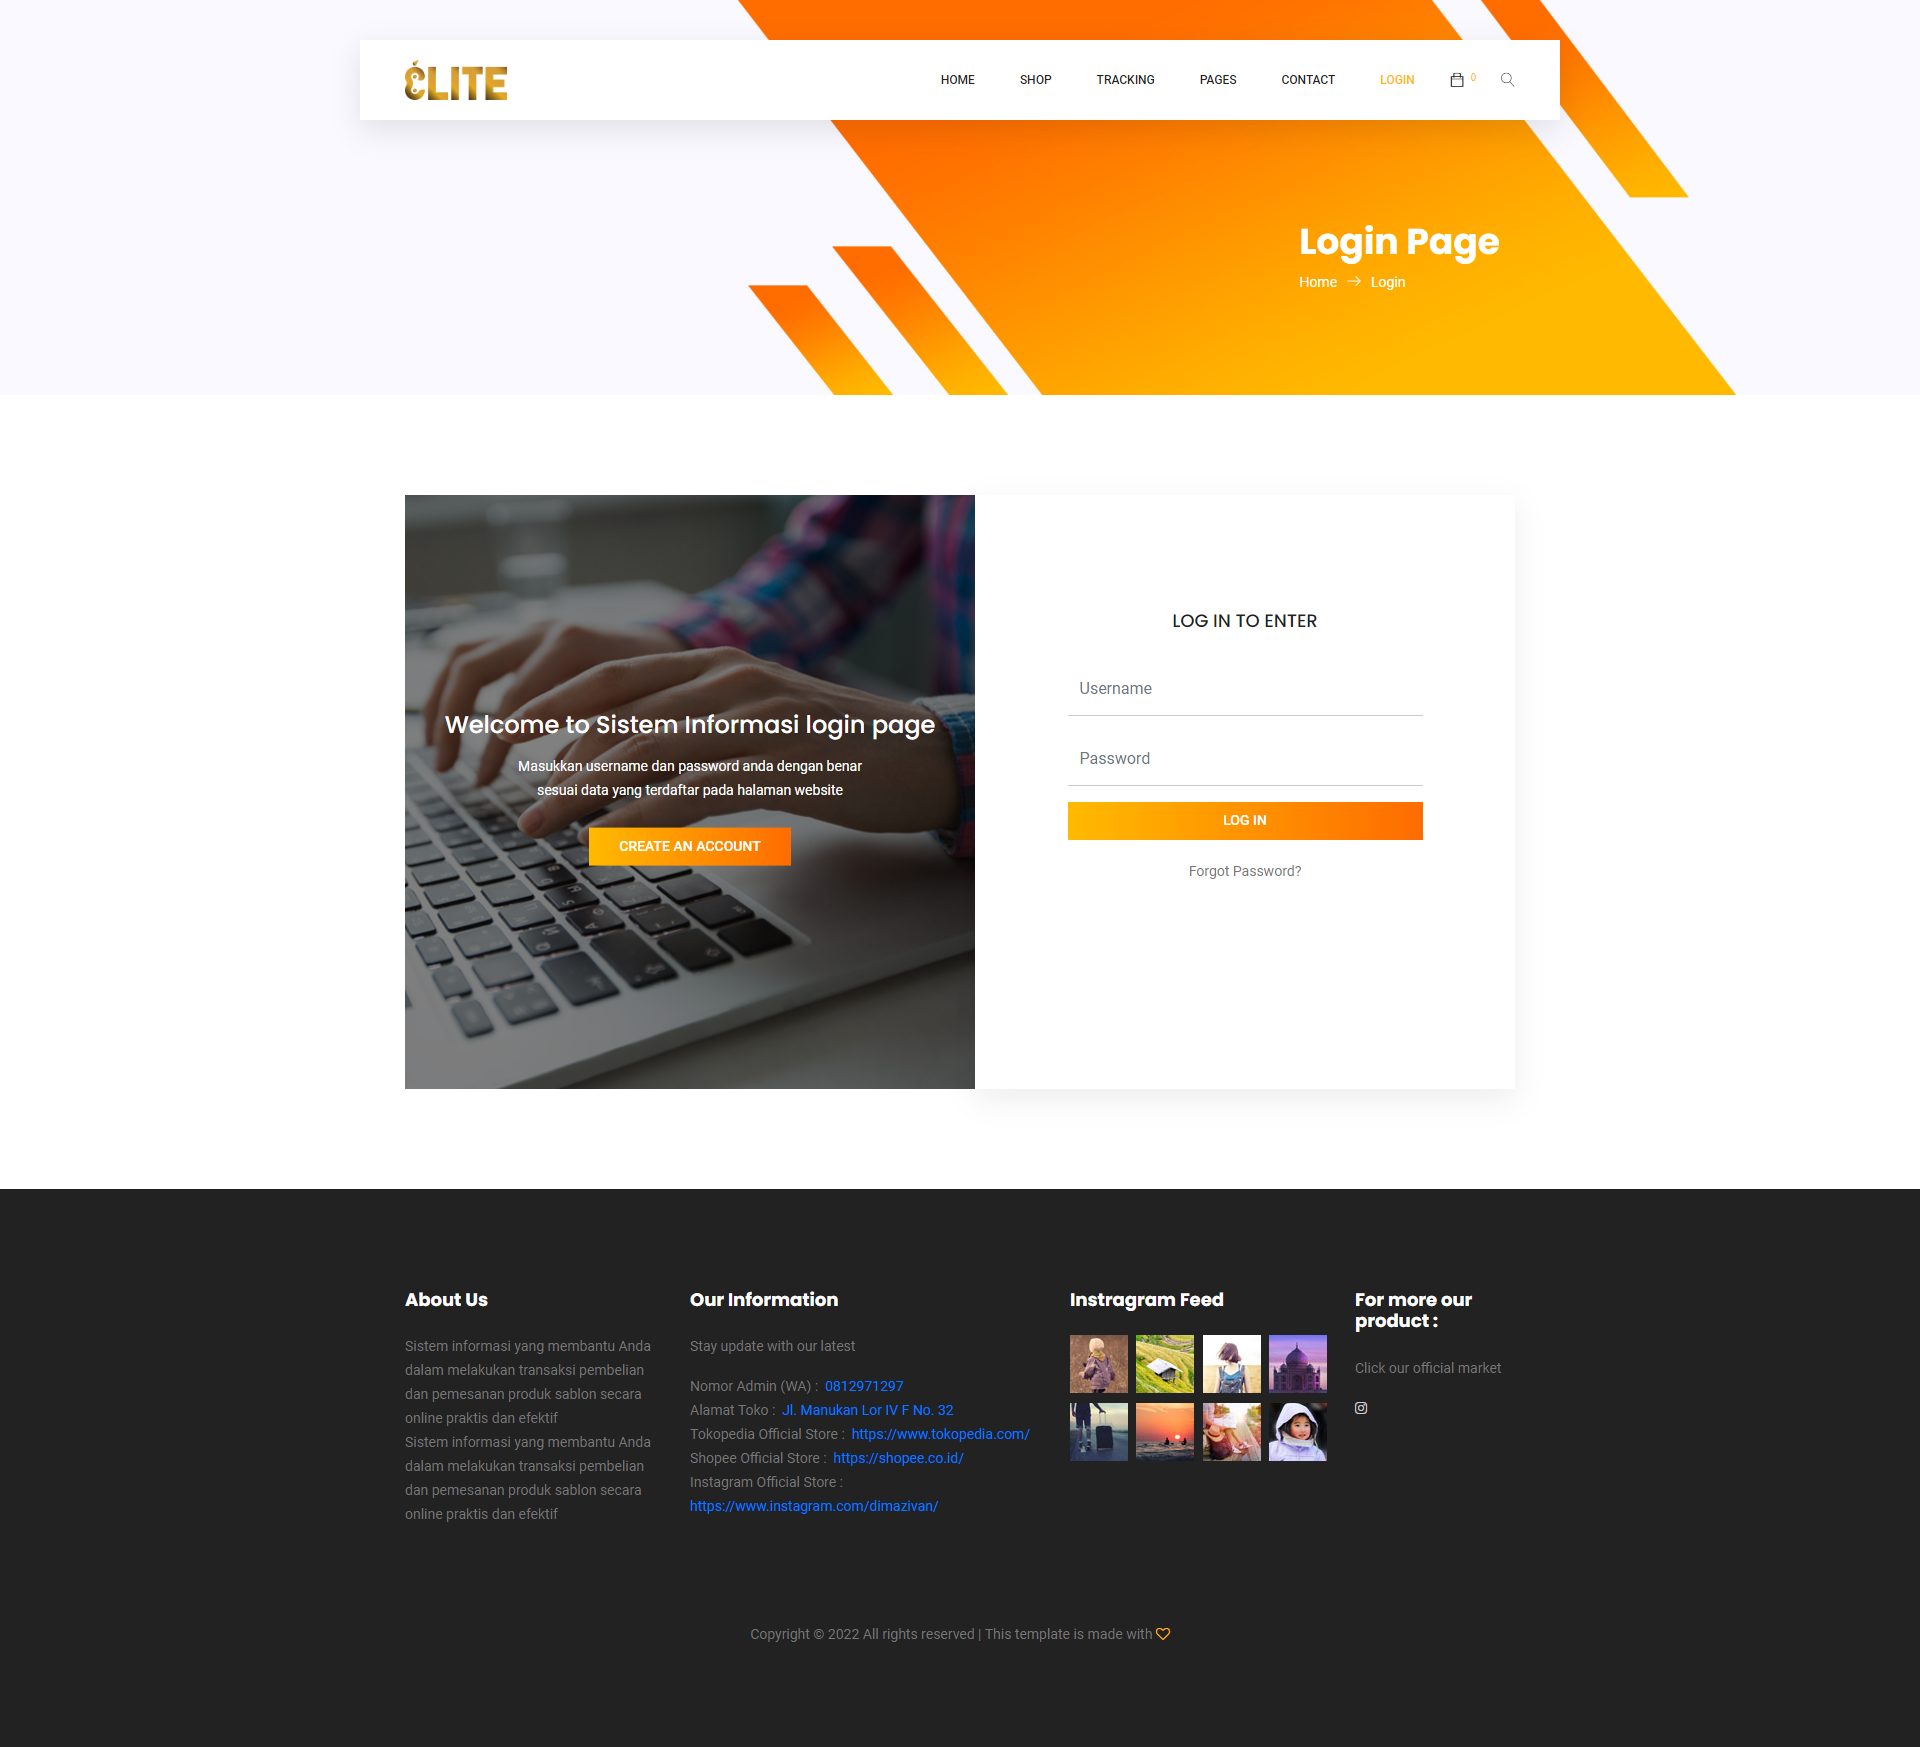 ĆLITE
HOME SHOP TRACKING PAGES CONTACT LOGIN 0
Login Page
Home → Login
Welcome to Sistem Informasi login page
Masukkan username dan password anda dengan benar
sesuai data yang terdaftar pada halaman website
CREATE AN ACCOUNT
LOG IN TO ENTER
Username
Password
LOG IN
Forgot Password?
About Us
Sistem informasi yang membantu Anda
dalam melakukan transaksi pembelian
dan pemesanan produk sablon secara
online praktis dan efektif
Sistem informasi yang membantu Anda
dalam melakukan transaksi pembelian
dan pemesanan produk sablon secara
online praktis dan efektif
Our Information
Stay update with our latest
Nomor Admin (WA) : 0812971297
Alamat Toko : Jl. Manukan Lor IV F No. 32
Tokopedia Official Store : https://www.tokopedia.com/
Shopee Official Store : https://shopee.co.id/
Instagram Official Store :
https://www.instagram.com/dimazivan/
Instragram Feed
For more our
product :
Click our official market
Copyright © 2022 All rights reserved | This template is made with